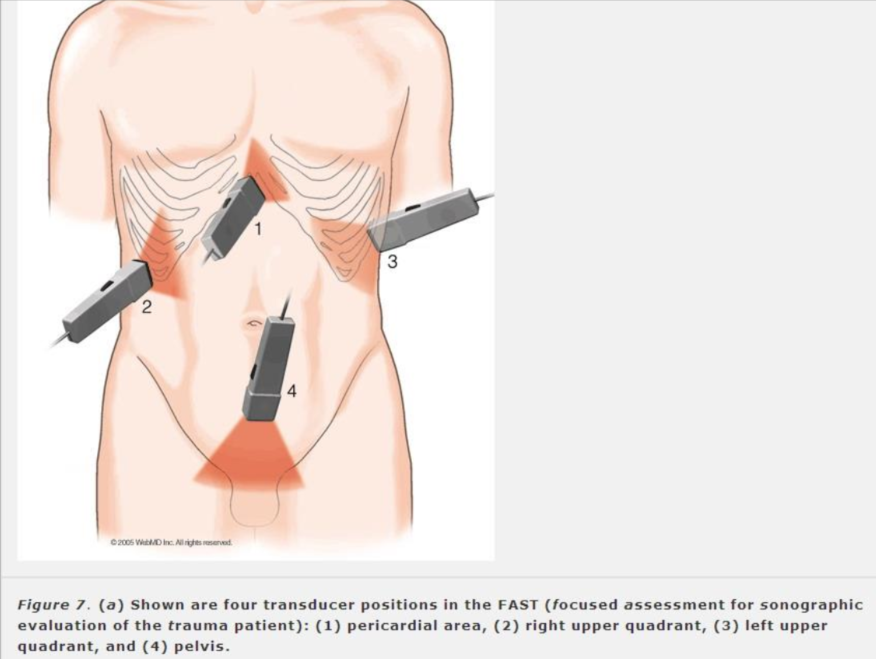 1
2
3
4
© 2005 WebMD Inc. All rights reserved.
Figure 7. (a) Shown are four transducer positions in the FAST (focused assessment for sonographic
evaluation of the trauma patient): (1) pericardial area, (2) right upper quadrant, (3) left upper
quadrant, and (4) pelvis.